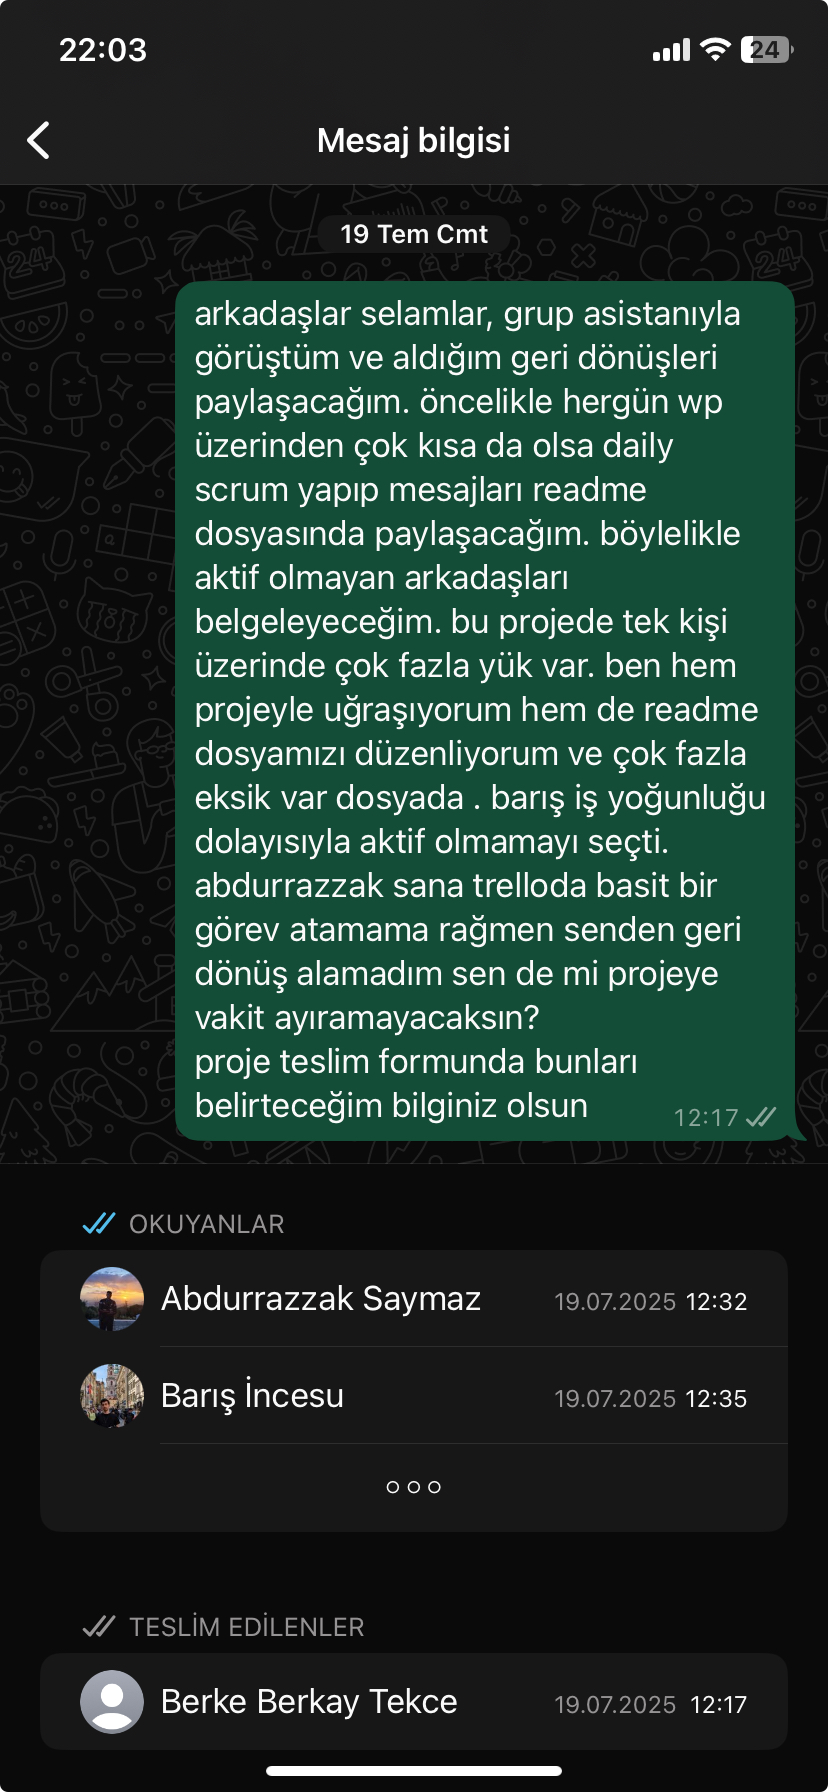 22:03
24
Mesaj bilgisi
19 Tem Cmt
arkadaşlar selamlar, grup asistanıyla
görüştüm ve aldığım geri dönüşleri
paylaşacağım. öncelikle hergün wp
üzerinden çok kısa da olsa daily
scrum yapıp mesajları readme
dosyasında paylaşacağım. böylelikle
aktif olmayan arkadaşları
belgeleyeceğim. bu projede tek kişi
üzerinde çok fazla yük var. ben hem
projeyle uğraşıyorum hem de readme
dosyamızı düzenliyorum ve çok fazla
eksik var dosyada . barış iş yoğunluğu
dolayısıyla aktif olmamayı seçti.
abdurrazzak sana trelloda basit bir
görev atamama rağmen senden geri
dönüş alamadım sen de mi projeye
vakit ayıramayacaksın?
proje teslim formunda bunları
belirteceğim bilginiz olsun
12:17
OKUYANLAR
Abdurrazzak Saymaz 19.07.2025 12:32
Barış İncesu 19.07.2025 12:35
TESLİM EDİLENLER
Berke Berkay Tekce 19.07.2025 12:17